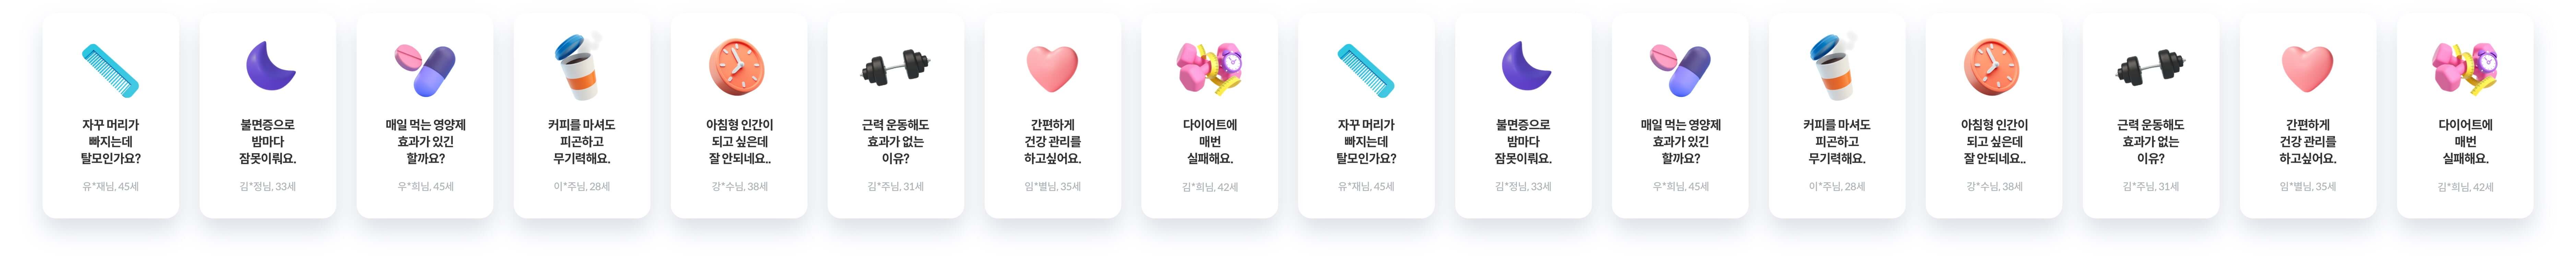 자꾸 머리가
빠지는데
탈모인가요?
유*재님, 45세
불면증으로
밤마다
잠못이뤄요.
김*정님, 33세
매일 먹는 영양제
효과가 있긴
할까요?
우*희님, 45세
커피를 마셔도
피곤하고
무기력해요.
이*주님, 28세
아침형 인간이
되고 싶은데
잘 안되네요..
강*수님, 38세
근력 운동해도
효과가 없는
이유?
김*주님, 31세
간편하게
건강 관리를
하고싶어요.
임*별님, 35세
다이어트에
매번
실패해요.
김*희님, 42세
자꾸 머리가
빠지는데
탈모인가요?
유*재님, 45세
불면증으로
밤마다
잠못이뤄요.
김*정님, 33세
매일 먹는 영양제
효과가 있긴
할까요?
우*희님, 45세
커피를 마셔도
피곤하고
무기력해요.
이*주님, 28세
아침형 인간이
되고 싶은데
잘 안되네요..
강*수님, 38세
근력 운동해도
효과가 없는
이유?
김*주님, 31세
간편하게
건강 관리를
하고싶어요.
임*별님, 35세
다이어트에
매번
실패해요.
김*희님, 42세